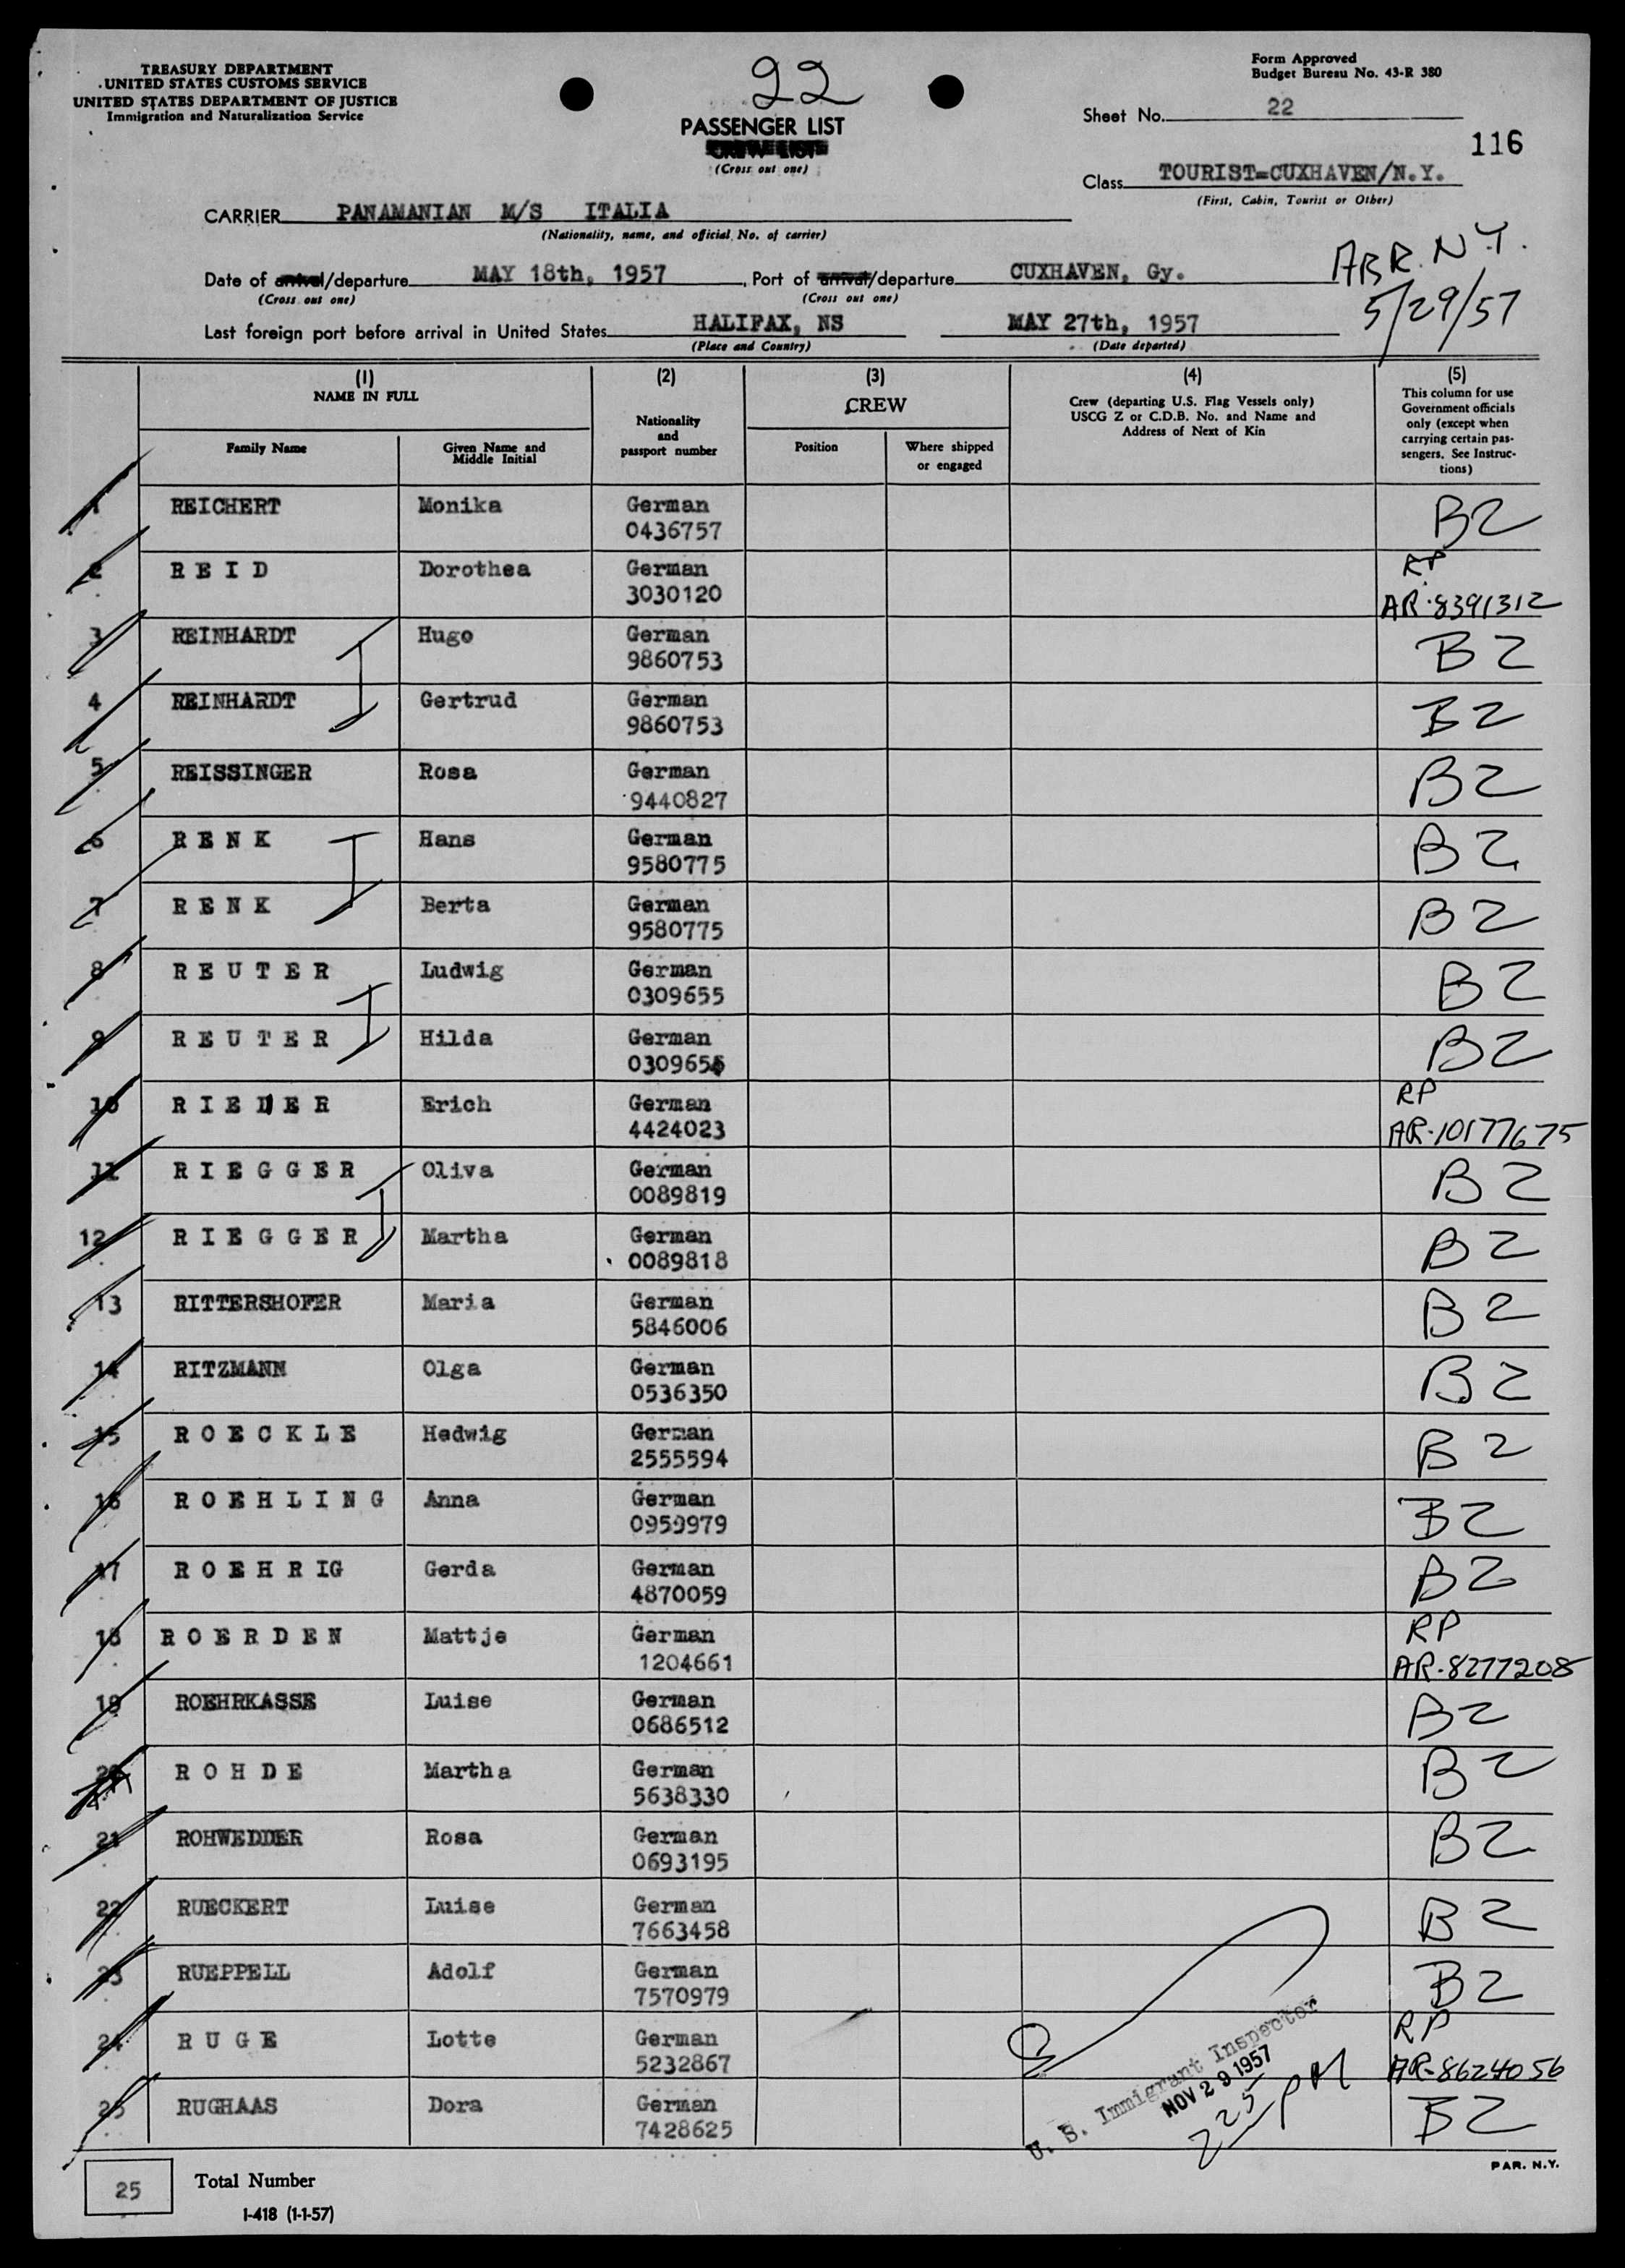 TREASURY DEPARTMENT
UNITED STATES CUSTOMS SERVICE
UNITED STATES DEPARTMENT OF JUSTICE
Immigration and Naturalization Service
22
PASSENGER LIST
CREW LIST
(Cross out one)
Form Approved
Budget Bureau No. 43-R 380
Sheet No. 22
116
Class TOURIST=CUXHAVEN/N.Y.
(First, Cabin, Tourist or Other)
CARRIER PANAMANIAN M/S ITALIA
(Nationality, name, and official No. of carrier)
ARR. N.Y.
5/29/57
Date of arrival/departure MAY 18th, 1957, Port of arrival/departure CUXHAVEN, Gy.
(Cross out one) (Cross out one)
Last foreign port before arrival in United States HALIFAX, NS MAY 27th, 1957
(Place and Country) (Date departed)
(1) NAME IN FULL
Family Name
Given Name and Middle Initial
(2)
Nationality and passport number
(3)
CREW
Position
Where shipped or engaged
(4)
Crew (departing U.S. Flag Vessels only)
USCG Z or C.D.B. No. and Name and
Address of Next of Kin
(5)
This column for use
Government officials
only (except when
carrying certain pas-
sengers. See Instruc-
tions)
1 REICHERT Monika German 0436757 B2
2 REID Dorothea German 3030120 RP AR-8391312
3 REINHARDT Hugo German 9860753 B2
4 REINHARDT Gertrud German 9860753 B2
5 REISSINGER Rosa German 9440827 B2
6 RENK Hans German 9580775 B2
7 RENK Berta German 9580775 B2
8 REUTER Ludwig German 0309655 B2
9 REUTER Hilda German 0309655 B2
10 RIEDER Erich German 4424023 RP AR-10177675
11 RIEGGER Oliva German 0089819 B2
12 RIEGGER Martha German 0089818 B2
13 RITTERSHOFER Maria German 5846006 B2
14 RITZMANN Olga German 0536350 B2
15 ROECKLE Hedwig German 2555594 B2
16 ROEHLING Anna German 0959979 B2
17 ROEHRIG Gerda German 4870059 B2
18 ROERDEN Mattje German 1204661 RP AR-8277208
19 ROEHRKASSE Luise German 0686512 B2
20 ROHDE Martha German 5638330 B2
21 ROHWEDDER Rosa German 0693195 B2
22 RUECKERT Luise German 7663458 B2
23 RUEPPELL Adolf German 7570979 B2
24 RUGE Lotte German 5232867 RP AR-8624056
25 RUGHAAS Dora German 7428625 B2
U. S. Immigrant Inspector
NOV 29 1957
2 25 PM
PAR. N.Y.
25 Total Number
I-418 (1-1-57)